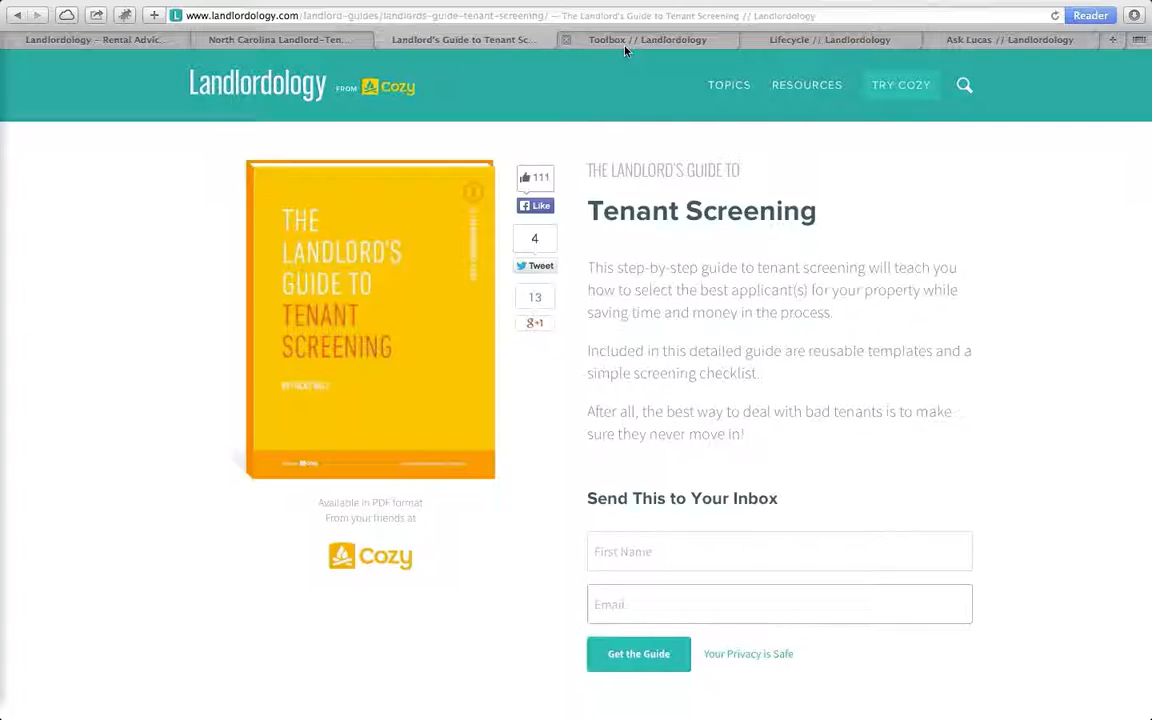 www.landlordology.com/landlord-guides/landlords-guide-tenant-screening/ — The Landlord's Guide to Tenant Screening // Landlordology
Reader
Landlordology – Rental Advic...
North Carolina Landlord-Ten...
Landlord's Guide to Tenant Sc...
Toolbox // Landlordology
Lifecycle // Landlordology
Ask Lucas // Landlordology
Landlordology FROM Cozy
TOPICS
RESOURCES
TRY COZY
THE
LANDLORD'S
GUIDE TO
TENANT
SCREENING
111
Like
4
Tweet
13
g+1
Available in PDF format
From your friends at
Cozy
THE LANDLORD'S GUIDE TO
Tenant Screening
This step-by-step guide to tenant screening will teach you
how to select the best applicant(s) for your property while
saving time and money in the process.
Included in this detailed guide are reusable templates and a
simple screening checklist.
After all, the best way to deal with bad tenants is to make
sure they never move in!
Send This to Your Inbox
First Name
Email
Get the Guide
Your Privacy is Safe